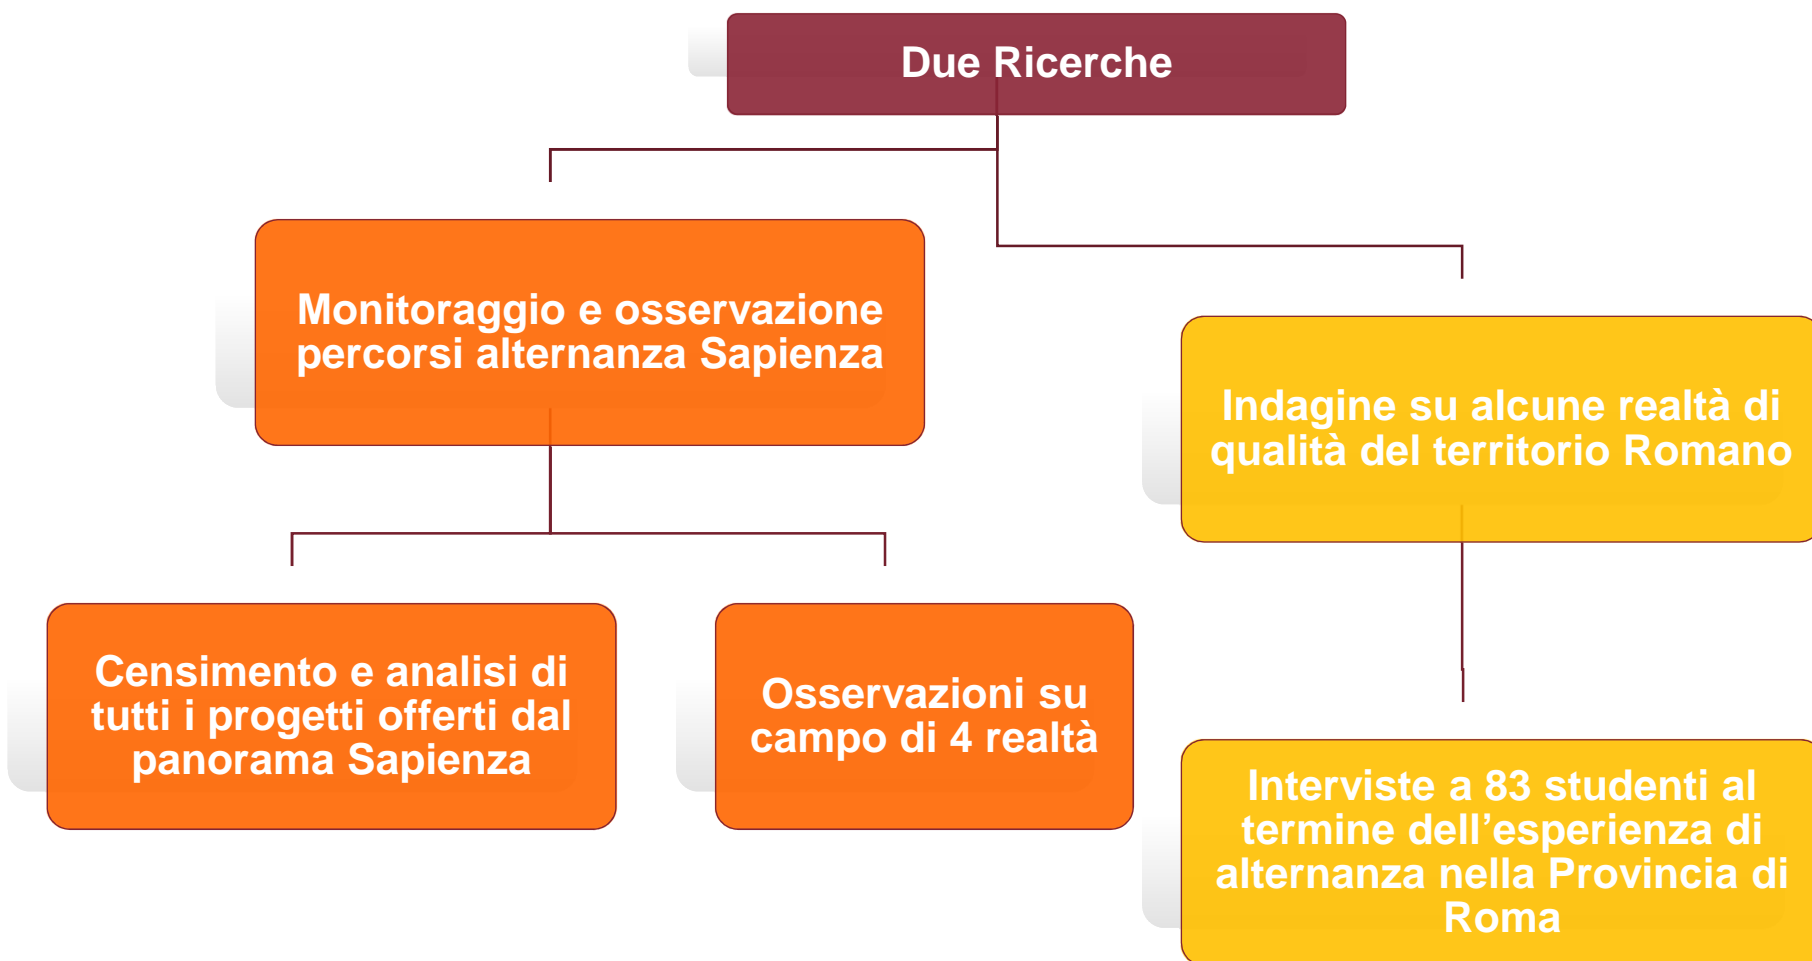 Due Ricerche
Monitoraggio e osservazione
percorsi alternanza Sapienza
Indagine su alcune realtà di
qualità del territorio Romano
Censimento e analisi di
tutti i progetti offerti dal
panorama Sapienza
Osservazioni su
campo di 4 realtà
Interviste a 83 studenti al
termine dell’esperienza di
alternanza nella Provincia di
Roma